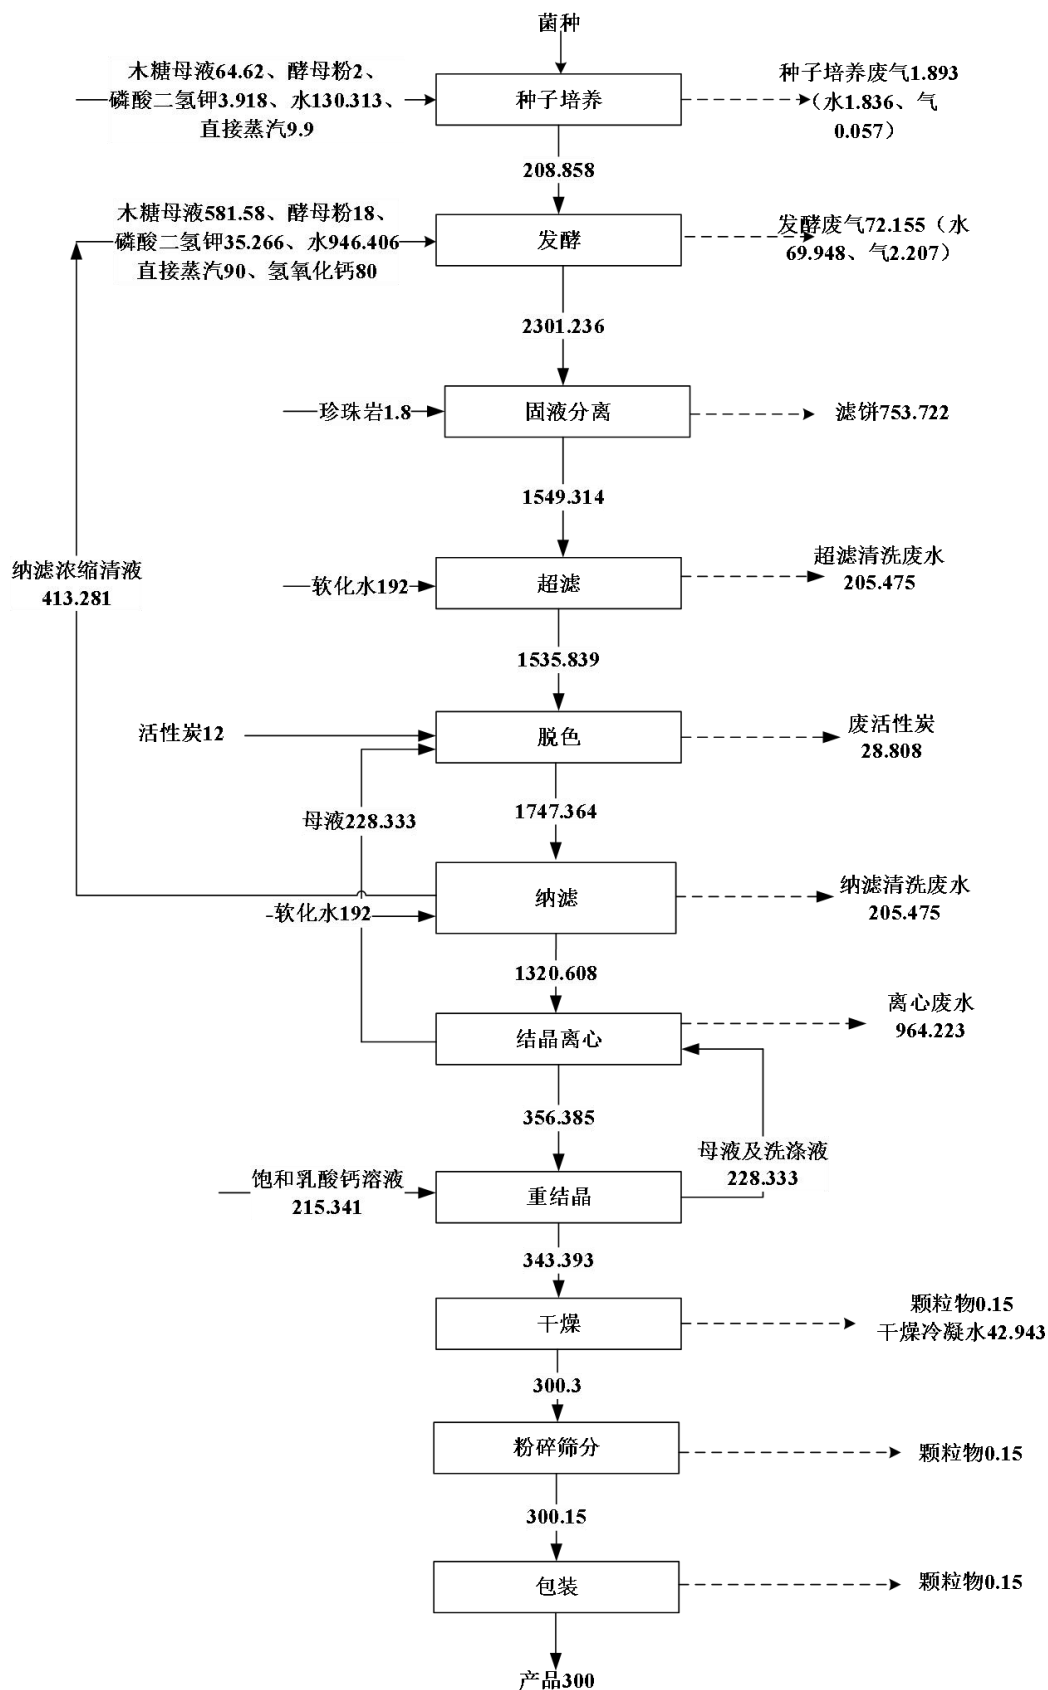 菌种
木糖母液64.62、酵母粉2、
磷酸二氢钾3.918、水130.313、
直接蒸汽9.9
种子培养
种子培养废气1.893
（水1.836、气
0.057）
208.858
木糖母液581.58、酵母粉18、
磷酸二氢钾35.266、水946.406
直接蒸汽90、氢氧化钙80
发酵
发酵废气72.155（水
69.948、气2.207）
2301.236
珍珠岩1.8
固液分离
滤饼753.722
1549.314
纳滤浓缩清液
413.281
软化水192
超滤
超滤清洗废水
205.475
1535.839
活性炭12
脱色
废活性炭
28.808
母液228.333
1747.364
纳滤
纳滤清洗废水
205.475
软化水192
1320.608
结晶离心
离心废水
964.223
356.385
母液及洗涤液
228.333
饱和乳酸钙溶液
215.341
重结晶
343.393
干燥
颗粒物0.15
干燥冷凝水42.943
300.3
粉碎筛分
颗粒物0.15
300.15
包装
颗粒物0.15
产品300